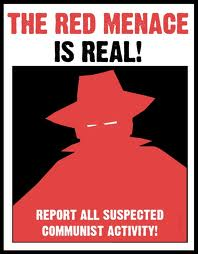 THE RED MENACE
IS REAL!
REPORT ALL SUSPECTED
COMMUNIST ACTIVITY!